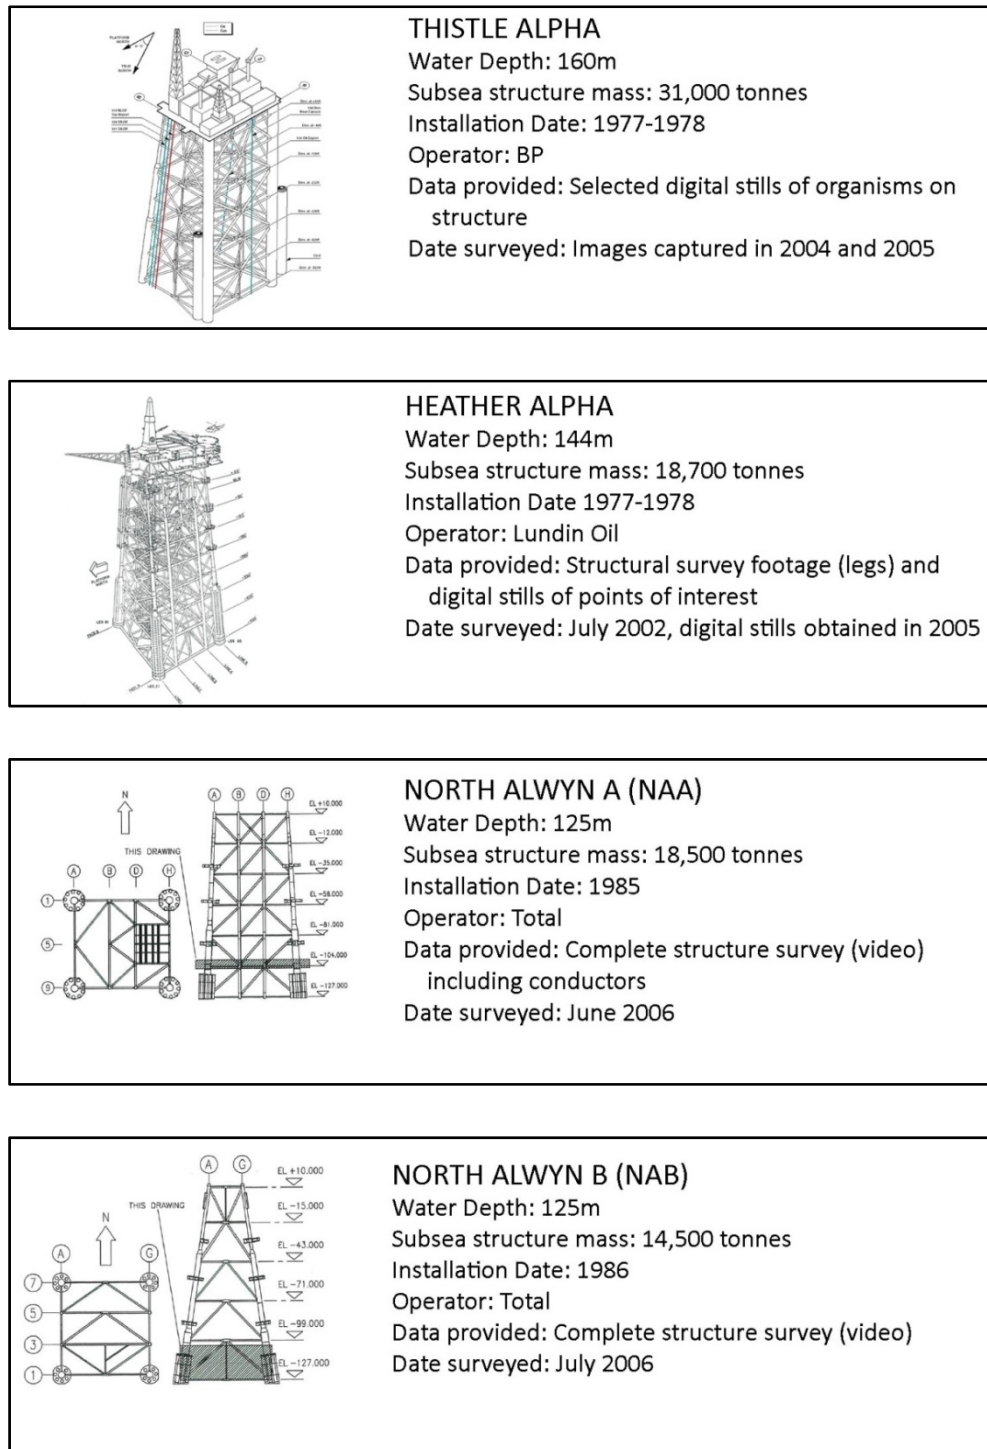 THISTLE ALPHA
Water Depth: 160m
Subsea structure mass: 31,000 tonnes
Installation Date: 1977-1978
Operator: BP
Data provided: Selected digital stills of organisms on
structure
Date surveyed: Images captured in 2004 and 2005
PLATFORM
NORTH
TRUE
NORTH
HEATHER ALPHA
Water Depth: 144m
Subsea structure mass: 18,700 tonnes
Installation Date 1977-1978
Operator: Lundin Oil
Data provided: Structural survey footage (legs) and
digital stills of points of interest
Date surveyed: July 2002, digital stills obtained in 2005
PLATFORM
NORTH
NORTH ALWYN A (NAA)
Water Depth: 125m
Subsea structure mass: 18,500 tonnes
Installation Date: 1985
Operator: Total
Data provided: Complete structure survey (video)
including conductors
Date surveyed: June 2006
N
A B D H
EL +10.000
EL -12.000
THIS DRAWING
EL -35.000
A B D H
EL -58.000
1
EL -81.000
5
EL -104.000
9
EL -127.000
NORTH ALWYN B (NAB)
Water Depth: 125m
Subsea structure mass: 14,500 tonnes
Installation Date: 1986
Operator: Total
Data provided: Complete structure survey (video)
Date surveyed: July 2006
A G
EL +10.000
THIS DRAWING
EL -15.000
N
EL -43.000
A G
7
EL -71.000
5
3
EL -99.000
1
EL -127.000